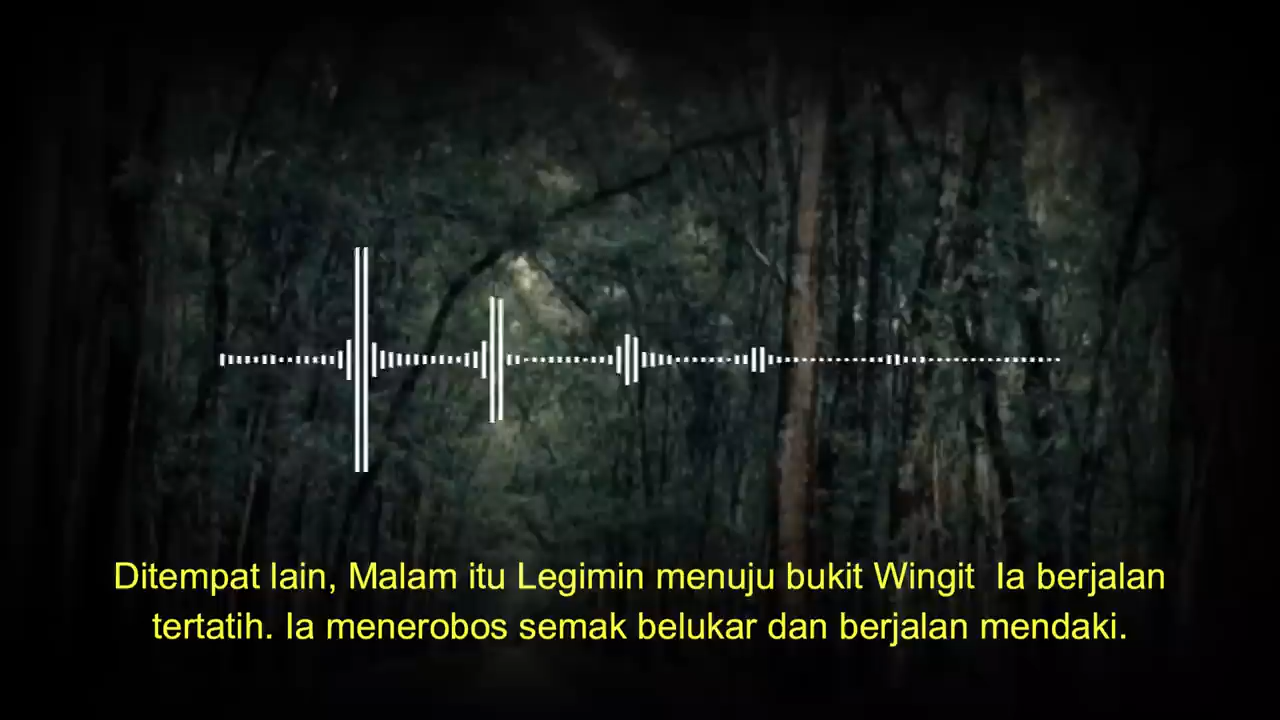 Ditempat lain, Malam itu Legimin menuju bukit Wingit  Ia berjalan
tertatih. Ia menerobos semak belukar dan berjalan mendaki.